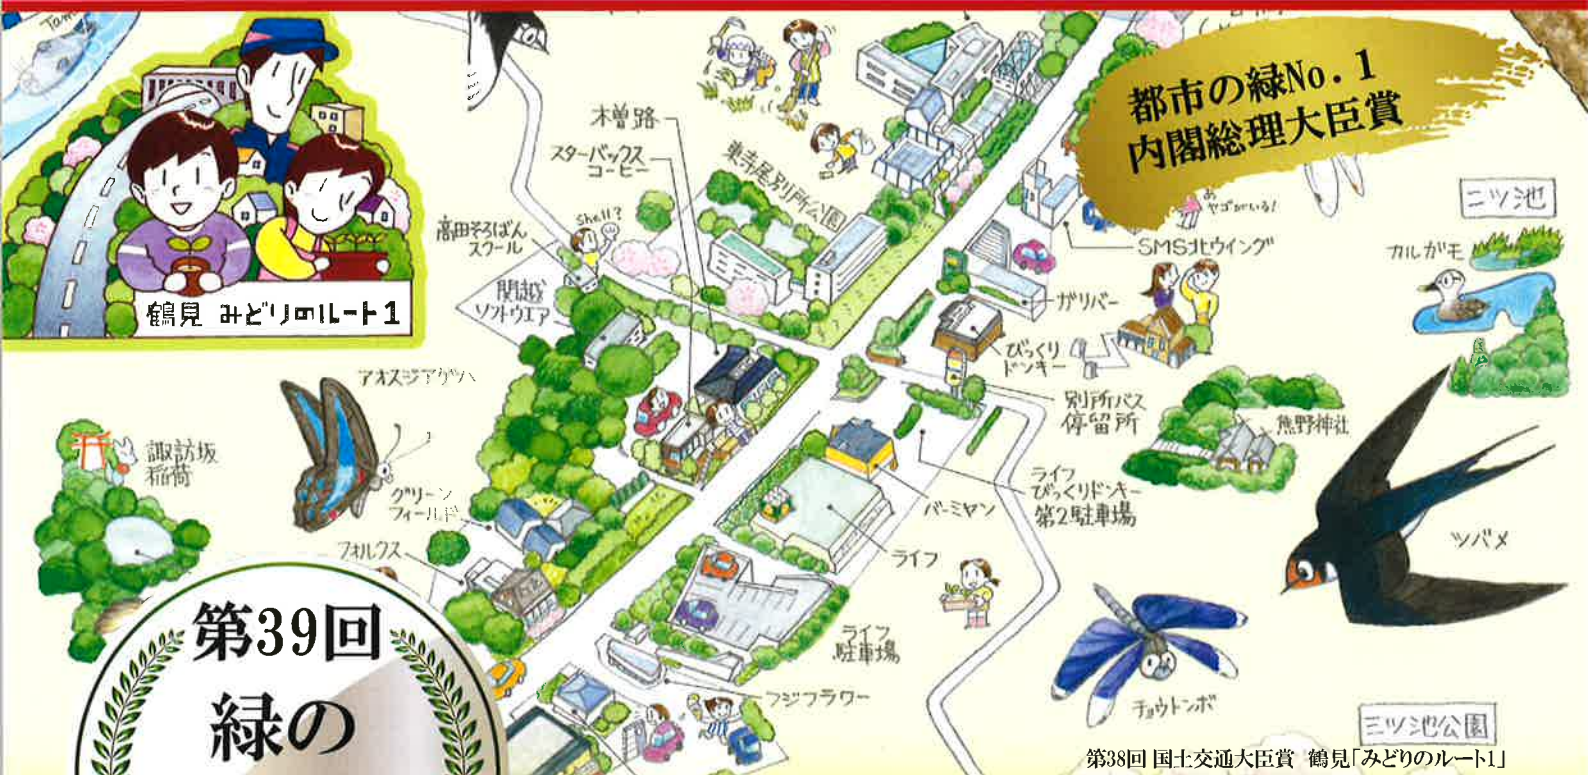 Tam
都市の緑No.1
内閣総理大臣賞
木曽路
スターバックス
コーヒー
東寺尾別所公園
高田そろばん
スクール
Shell?
ヤゴがいる!
二ツ池
カルガモ
SMS北ウイング
関越
ソフトウエア
ガリバー
びっくり
ドンキー
鶴見 みどりのルート1
アオスジアゲハ
別所バス
停留所
熊野神社
諏訪坂
稲荷
グリーン
フィールド
ライフ
びっくりドンキー
第2駐車場
バーミヤン
ツバメ
フォルクス
ライフ
第39回
緑の
ライフ
駐車場
フジフラワー
チョウトンボ
三ツ池公園
第38回 国土交通大臣賞 鶴見「みどりのルート1」